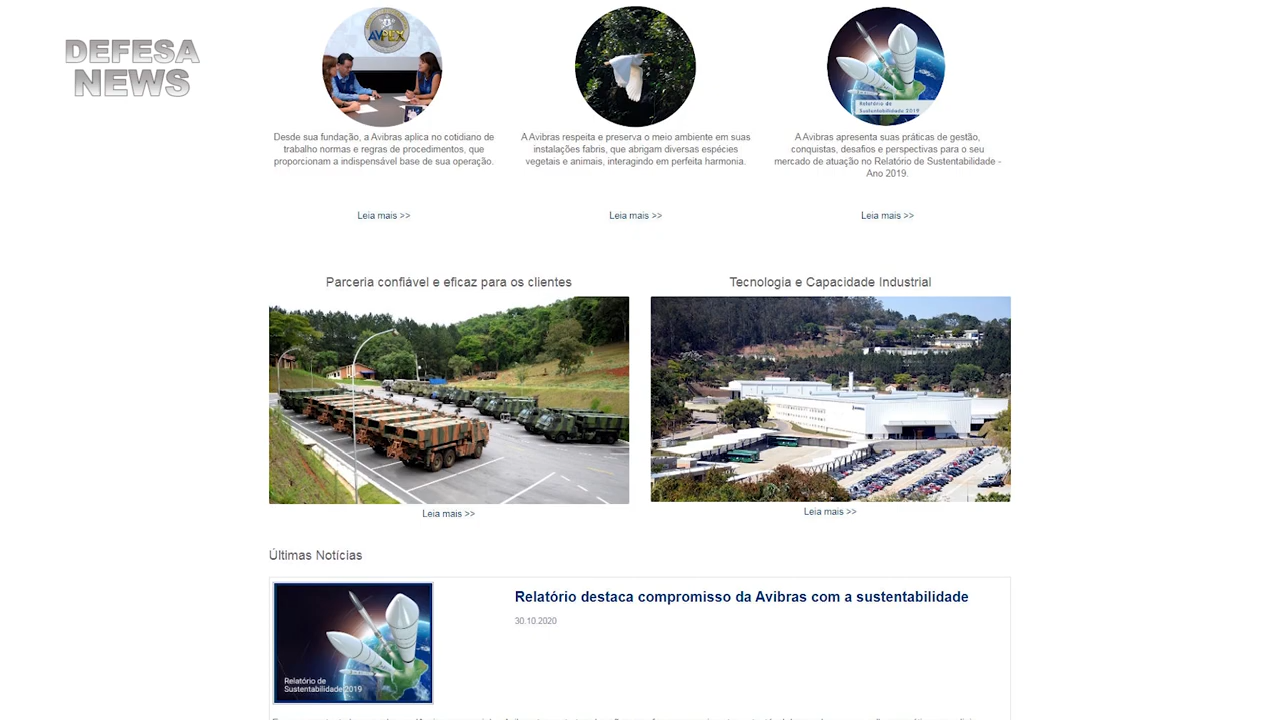 DEFESA
NEWS
AVPEX
Relatório de
Sustentabilidade 2019
Desde sua fundação, a Avibras aplica no cotidiano de
trabalho normas e regras de procedimentos, que
proporcionam a indispensável base de sua operação.
A Avibras respeita e preserva o meio ambiente em suas
instalações fabris, que abrigam diversas espécies
vegetais e animais, interagindo em perfeita harmonia.
A Avibras apresenta suas práticas de gestão,
conquistas, desafios e perspectivas para o seu
mercado de atuação no Relatório de Sustentabilidade -
Ano 2019.
Leia mais >>
Leia mais >>
Leia mais >>
Parceria confiável e eficaz para os clientes
Tecnologia e Capacidade Industrial
Leia mais >>
Leia mais >>
Últimas Notícias
Relatório destaca compromisso da Avibras com a sustentabilidade
30.10.2020
Relatório de
Sustentabilidade 2019